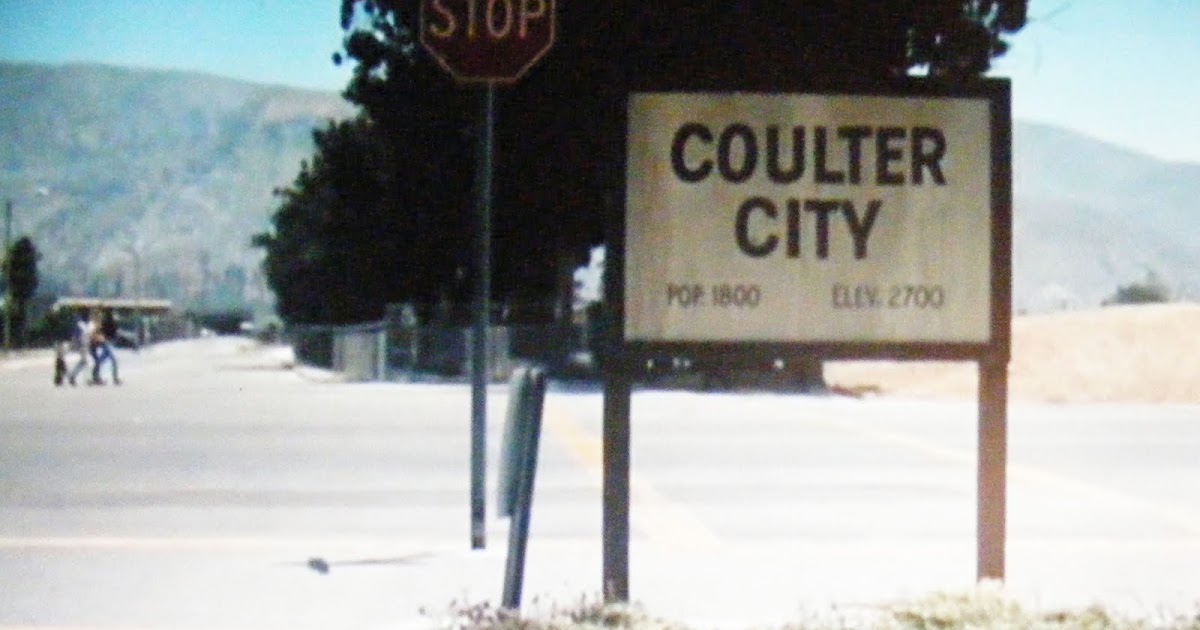 STOP
COULTER
CITY
POP. 1800 ELEV. 2700